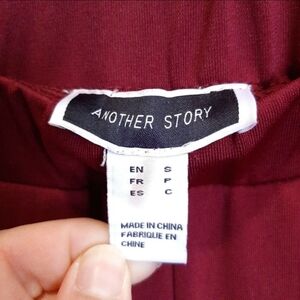 ANOTHER STORY
EN S
FR P
ES C
MADE IN CHINA
FABRIQUE EN
CHINE